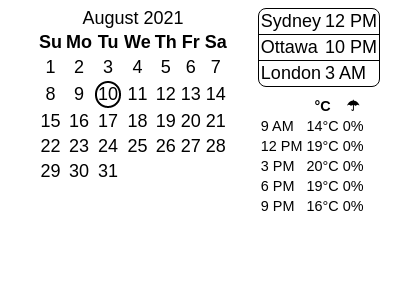 August 2021
Su Mo Tu We Th Fr Sa
1 2 3 4 5 6 7
8 9 10 11 12 13 14
15 16 17 18 19 20 21
22 23 24 25 26 27 28
29 30 31
Sydney 12 PM
Ottawa 10 PM
London 3 AM
°C ☂
9 AM 14°C 0%
12 PM 19°C 0%
3 PM 20°C 0%
6 PM 19°C 0%
9 PM 16°C 0%